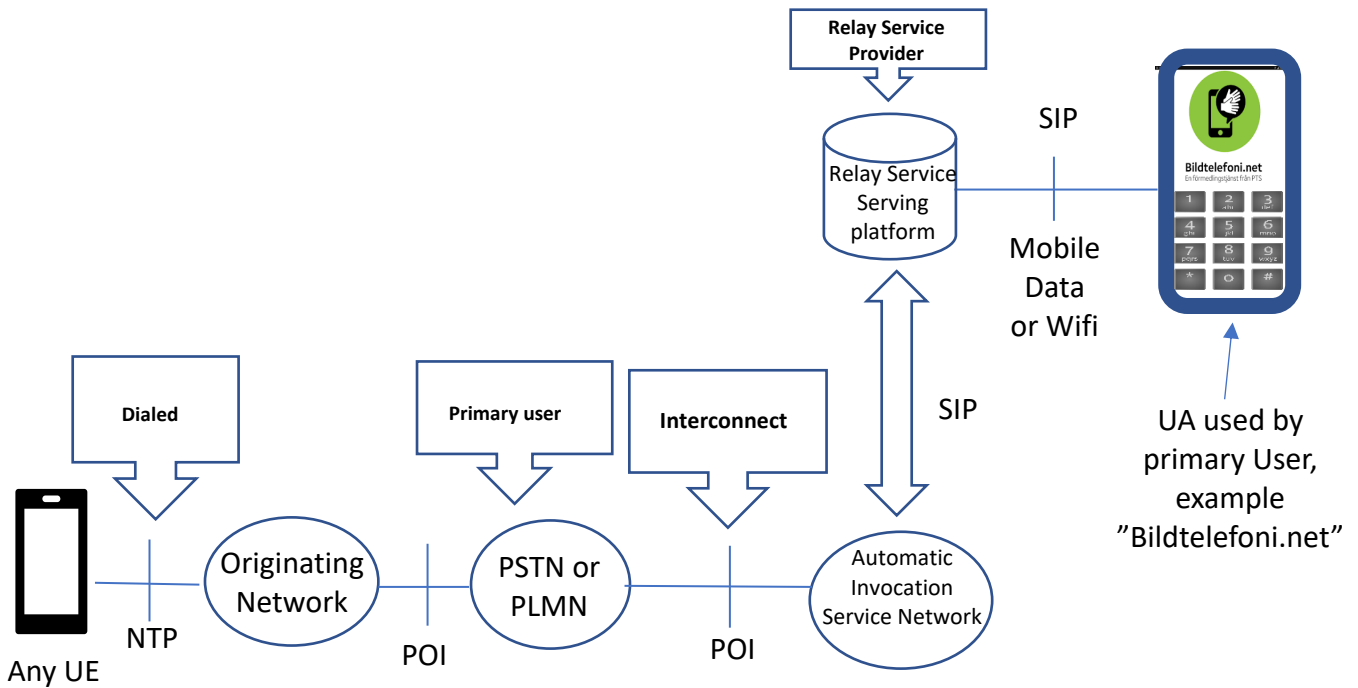 Relay Service
Provider
SIP
Relay Service
Serving
platform
Bildtelefoni.net
En förmedlingstjänst från PTS
1 2 3
4 5 6
7 8 9
* 0 #
Mobile
Data
or Wifi
Dialed
Primary user
Interconnect
SIP
UA used by
primary User,
example
”Bildtelefoni.net”
Originating
Network
PSTN or
PLMN
Automatic
Invocation
Service Network
NTP
POI
POI
Any UE